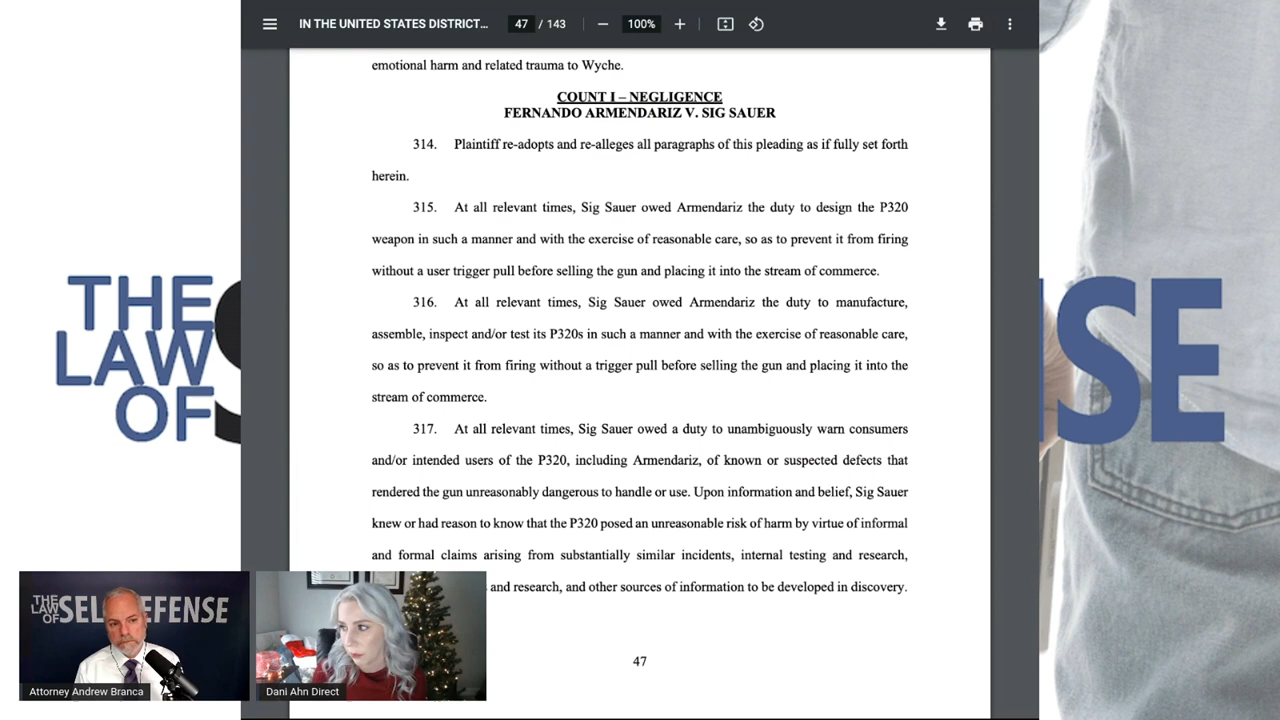 IN THE UNITED STATES DISTRICT...
47 / 143
100%
emotional harm and related trauma to Wyche.
COUNT I – NEGLIGENCE
FERNANDO ARMENDARIZ V. SIG SAUER
314. Plaintiff re-adopts and re-alleges all paragraphs of this pleading as if fully set forth
herein.
315. At all relevant times, Sig Sauer owed Armendariz the duty to design the P320
weapon in such a manner and with the exercise of reasonable care, so as to prevent it from firing
without a user trigger pull before selling the gun and placing it into the stream of commerce.
316. At all relevant times, Sig Sauer owed Armendariz the duty to manufacture,
assemble, inspect and/or test its P320s in such a manner and with the exercise of reasonable care,
so as to prevent it from firing without a trigger pull before selling the gun and placing it into the
stream of commerce.
317. At all relevant times, Sig Sauer owed a duty to unambiguously warn consumers
and/or intended users of the P320, including Armendariz, of known or suspected defects that
rendered the gun unreasonably dangerous to handle or use. Upon information and belief, Sig Sauer
knew or had reason to know that the P320 posed an unreasonable risk of harm by virtue of informal
and formal claims arising from substantially similar incidents, internal testing and research,
and research, and other sources of information to be developed in discovery.
47
THE
LAW
OF
S
NSE
THE
LAW
OF
SEL
EFENSE
Attorney Andrew Branca
Dani Ahn Direct